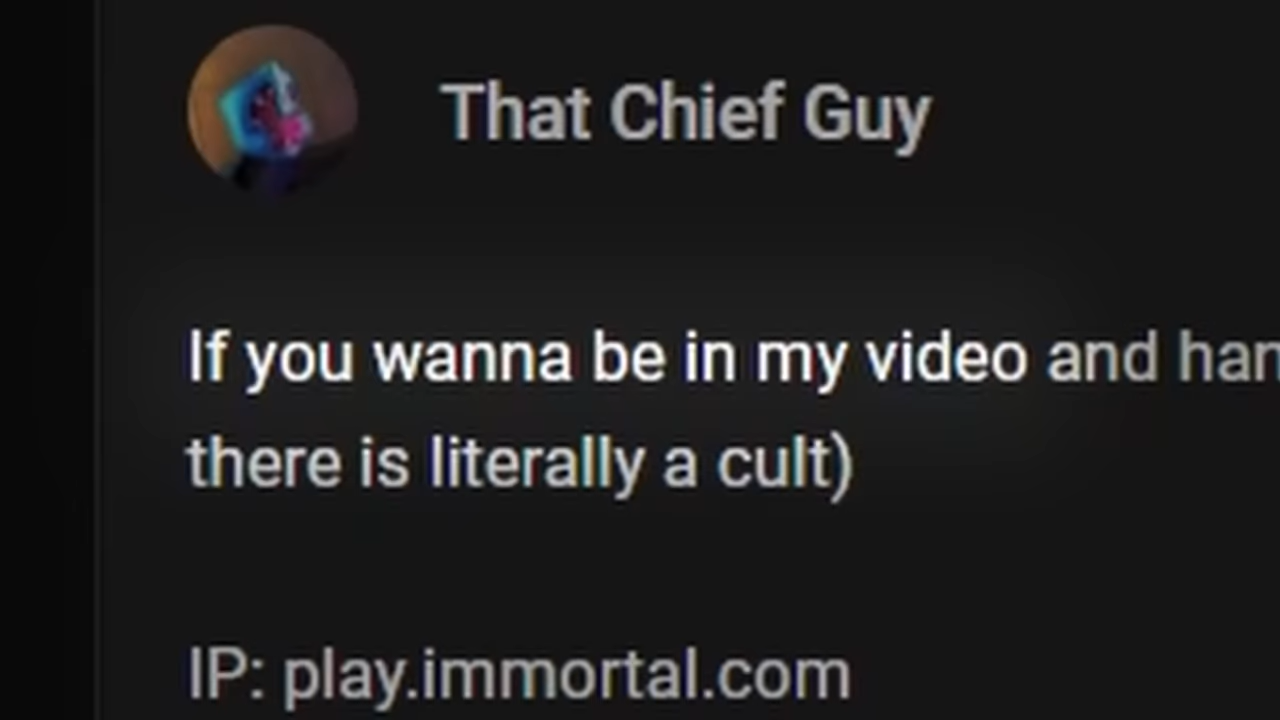 That Chief Guy
If you wanna be in my video and
there is literally a cult)
IP: play.immortal.com